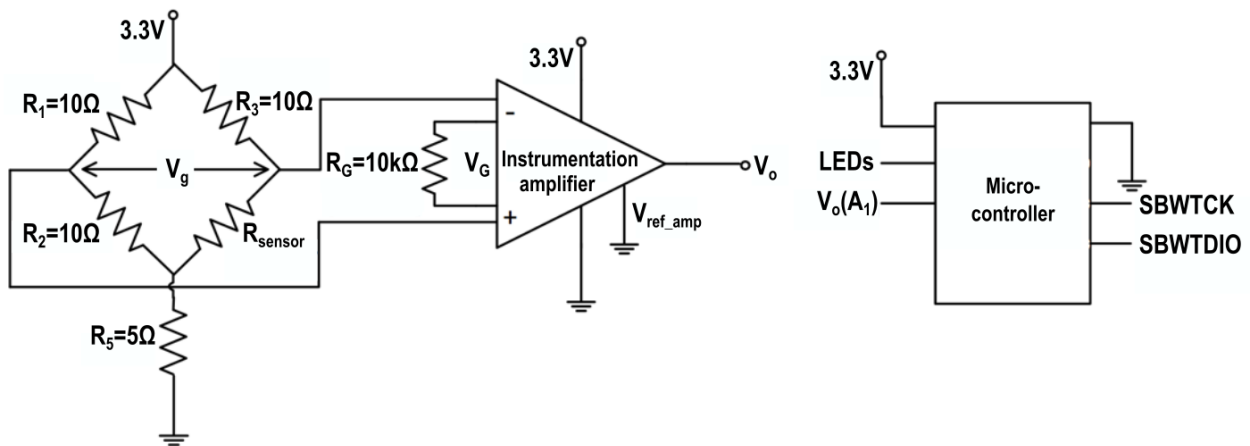 3.3V
R1=10Ω
R3=10Ω
Vg
R2=10Ω
Rsensor
R5=5Ω
3.3V
-
RG=10kΩ
VG
Instrumentation
amplifier
+
Vo
Vref_amp
3.3V
LEDs
Vo(A1)
Micro-
controller
SBWTCK
SBWTDIO